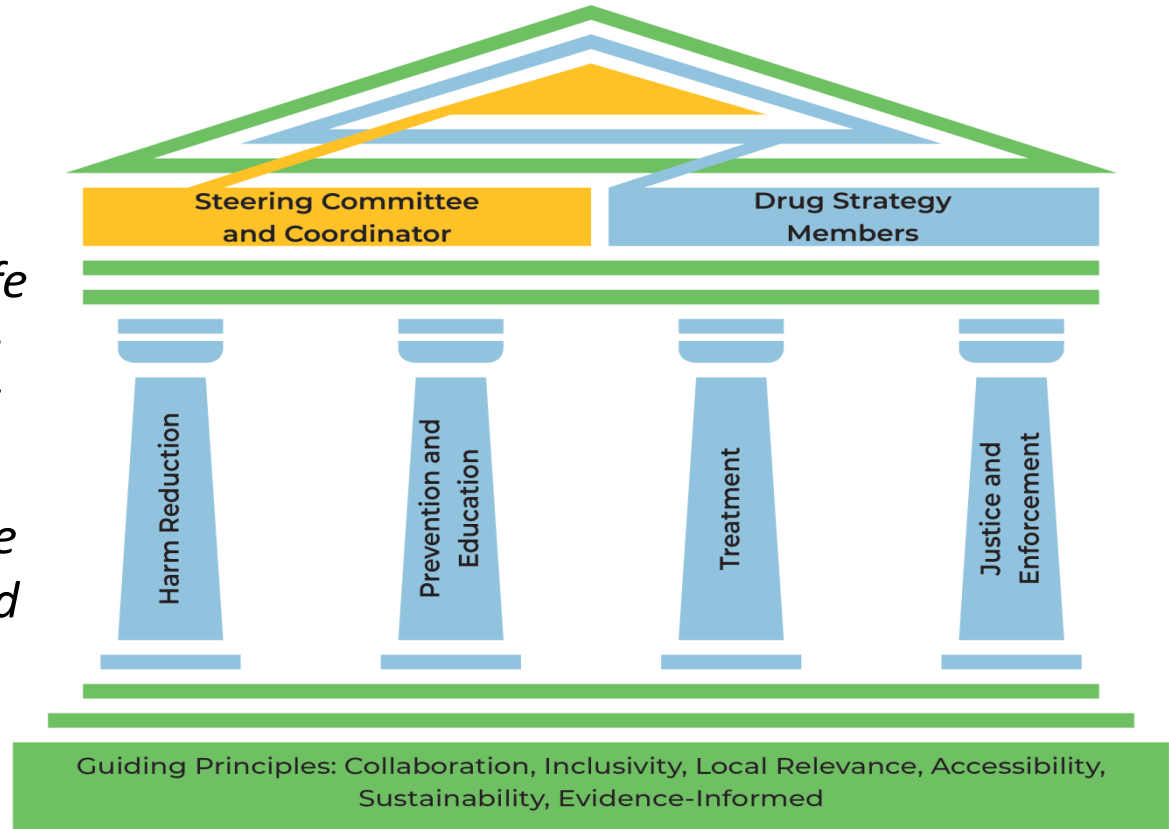 Steering Committee
and Coordinator
Drug Strategy
Members
Harm Reduction
Prevention and
Education
Treatment
Justice and
Enforcement
Guiding Principles: Collaboration, Inclusivity, Local Relevance, Accessibility,
Sustainability, Evidence-Informed